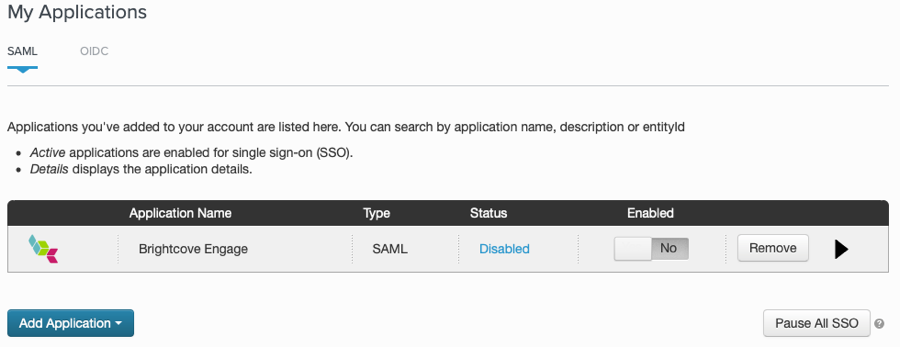 My Applications
SAML OIDC
Applications you've added to your account are listed here. You can search by application name, description or entityId
• Active applications are enabled for single sign-on (SSO).
• Details displays the application details.
Application Name Type Status Enabled
Brightcove Engage SAML Disabled No Remove
Add Application Pause All SSO ?